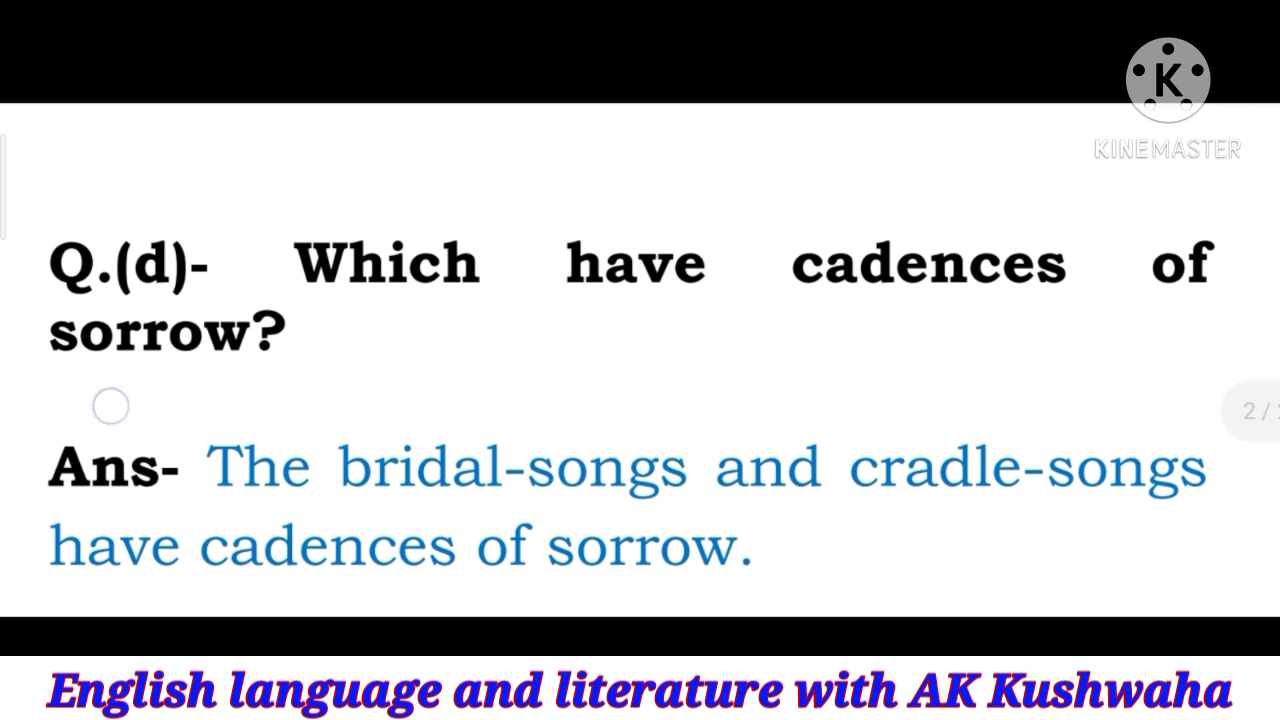 K
KINEMASTER
Q.(d)- Which have cadences of
sorrow?
2/
Ans- The bridal-songs and cradle-songs
have cadences of sorrow.
English language and literature with AK Kushwaha